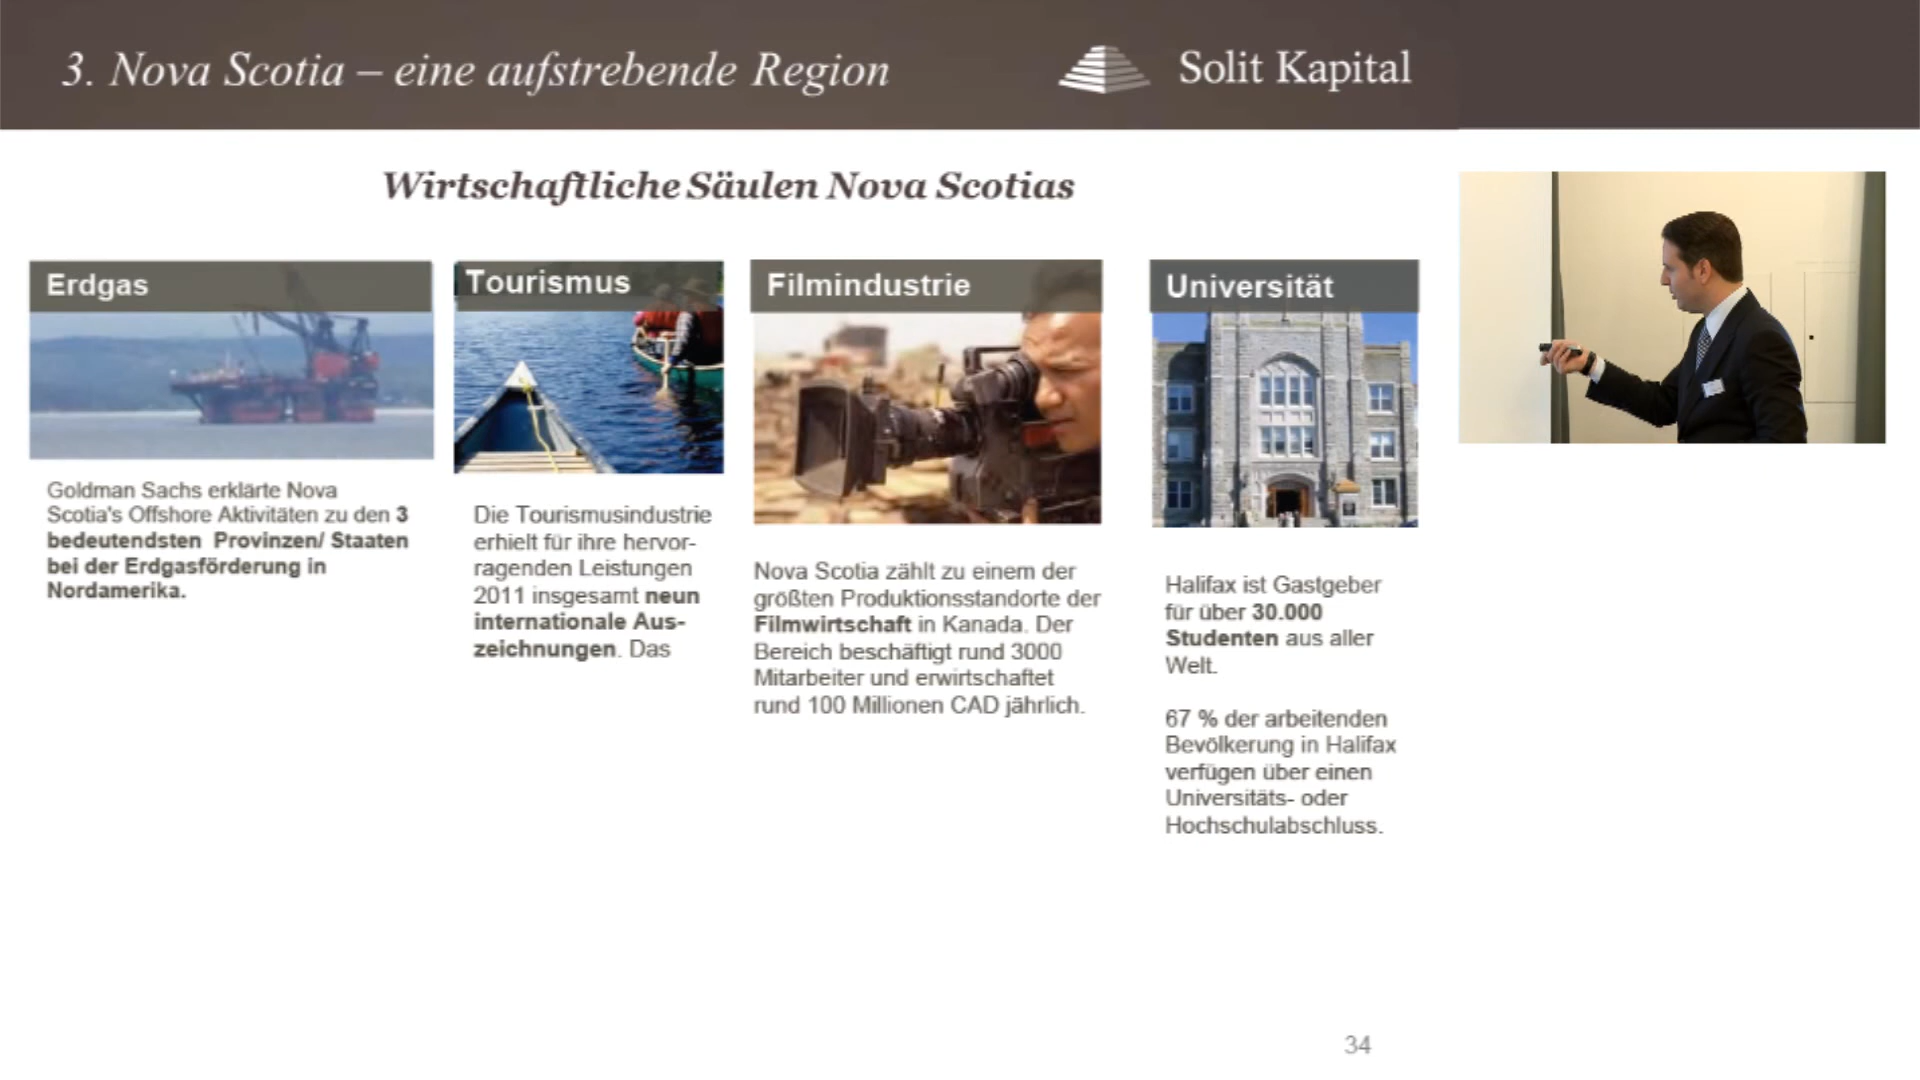 3. Nova Scotia – eine aufstrebende Region
Solit Kapital
Wirtschaftliche Säulen Nova Scotias
Erdgas
Goldman Sachs erklärte Nova
Scotia's Offshore Aktivitäten zu den 3
bedeutendsten Provinzen/ Staaten
bei der Erdgasförderung in
Nordamerika.
Tourismus
Die Tourismusindustrie
erhielt für ihre hervor-
ragenden Leistungen
2011 insgesamt neun
internationale Aus-
zeichnungen. Das
Filmindustrie
Nova Scotia zählt zu einem der
größten Produktionsstandorte der
Filmwirtschaft in Kanada. Der
Bereich beschäftigt rund 3000
Mitarbeiter und erwirtschaftet
rund 100 Millionen CAD jährlich.
Universität
Halifax ist Gastgeber
für über 30.000
Studenten aus aller
Welt.
67 % der arbeitenden
Bevölkerung in Halifax
verfügen über einen
Universitäts- oder
Hochschulabschluss.
34